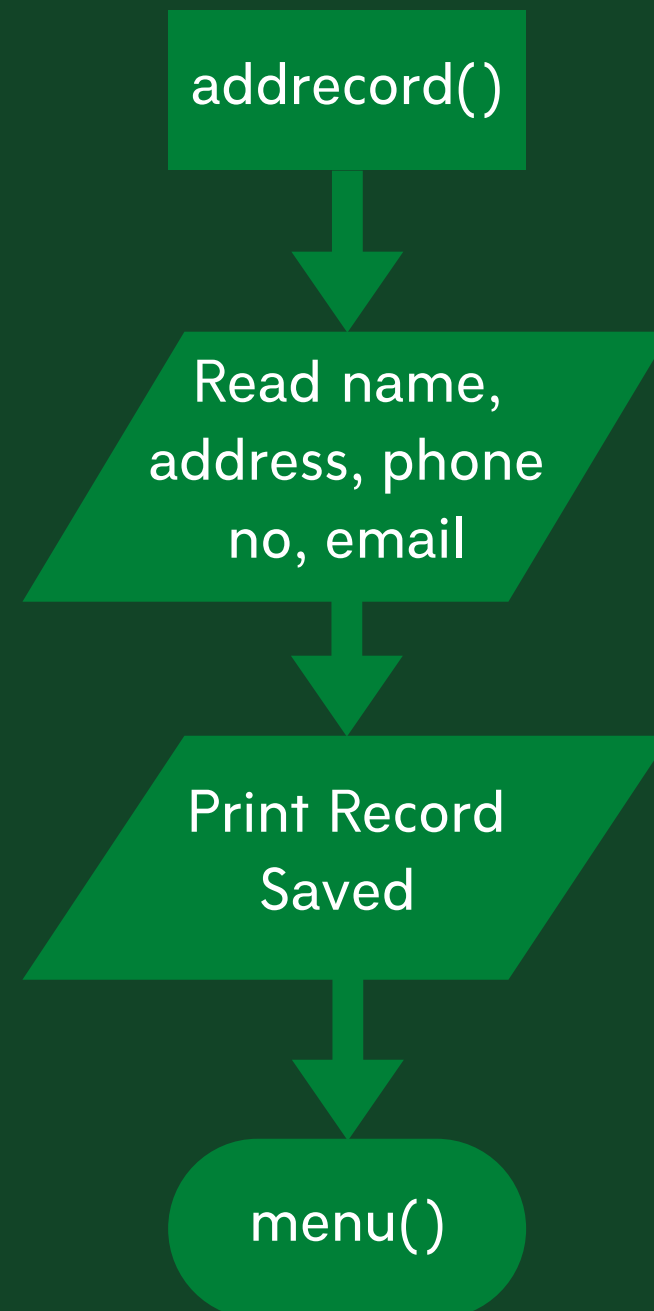 addrecord()
Read name,
address, phone
no, email
Print Record
Saved
menu()